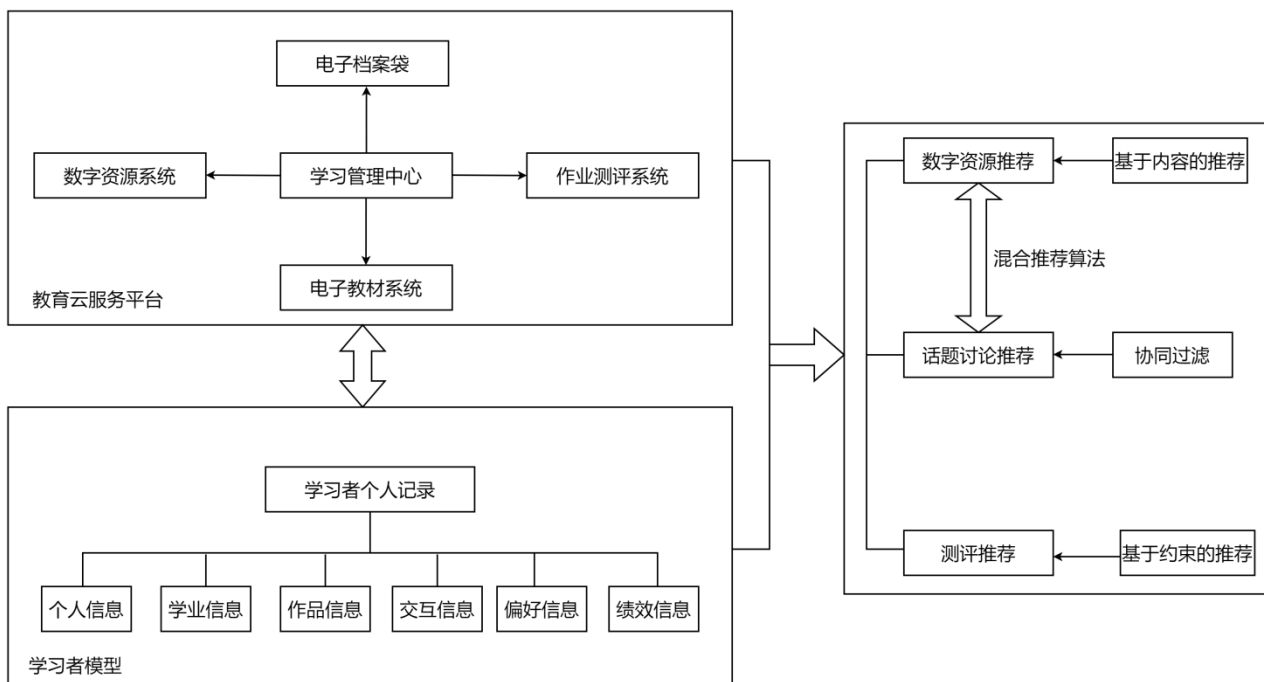 电子档案袋
数字资源系统
学习管理中心
作业测评系统
电子教材系统
教育云服务平台
学习者个人记录
个人信息
学业信息
作品信息
交互信息
偏好信息
绩效信息
学习者模型
数字资源推荐
基于内容的推荐
混合推荐算法
话题讨论推荐
协同过滤
测评推荐
基于约束的推荐